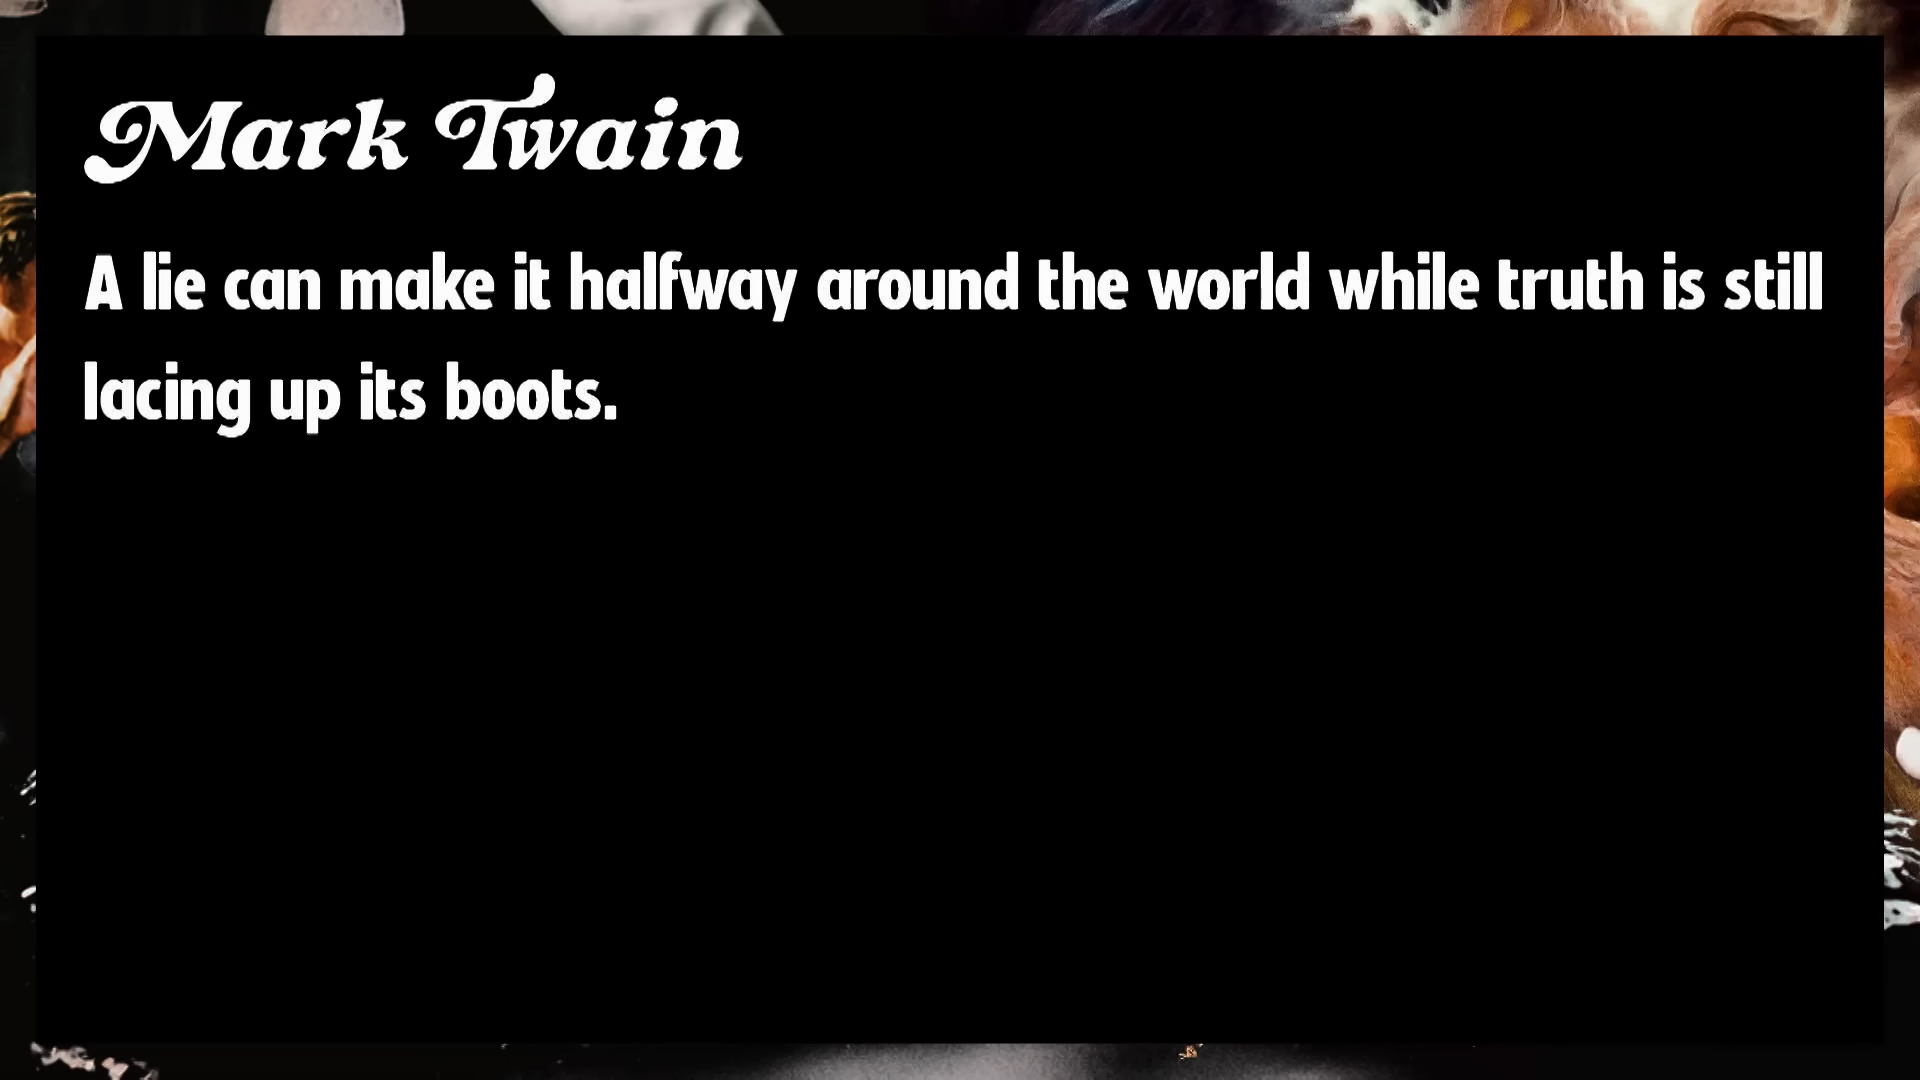 Mark Twain
A lie can make it halfway around the world while truth is still
lacing up its boots.